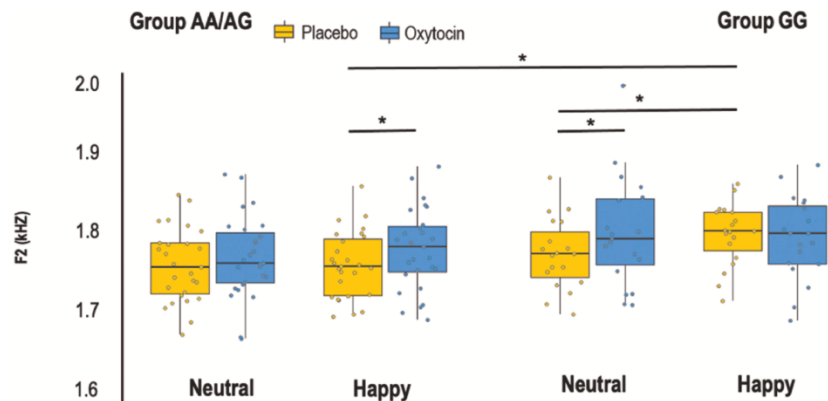 Group AA/AG
Placebo
Oxytocin
Group GG
*
*
*
*
F2 (kHZ)
2.0
1.9
1.8
1.7
1.6
Neutral
Happy
Neutral
Happy